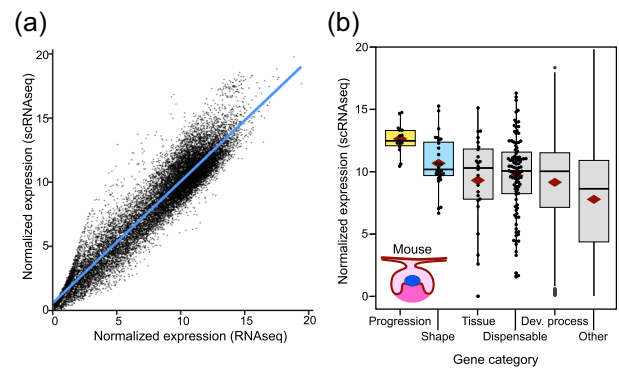 (a)
20
15
10
5
0
Normalized expression (scRNAseq)
0
5
10
15
20
Normalized expression (RNAseq)
(b)
20
15
10
5
0
Normalized expression (scRNAseq)
Mouse
Progression
Shape
Tissue
Dispensable
Dev. process
Other
Gene category